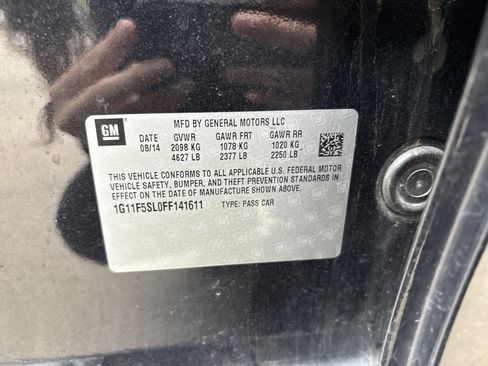 GM
MFD BY GENERAL MOTORS LLC
DATE GVWR GAWR FRT GAWR RR
08/14 2098 KG 1078 KG 1020 KG
4627 LB 2377 LB 2250 LB
THIS VEHICLE CONFORMS TO ALL APPLICABLE U.S. FEDERAL MOTOR
VEHICLE SAFETY, BUMPER, AND THEFT PREVENTION STANDARDS IN
EFFECT ON THE DATE OF MANUFACTURE SHOWN ABOVE.
1G11F5SL0FF141611 TYPE: PASS CAR